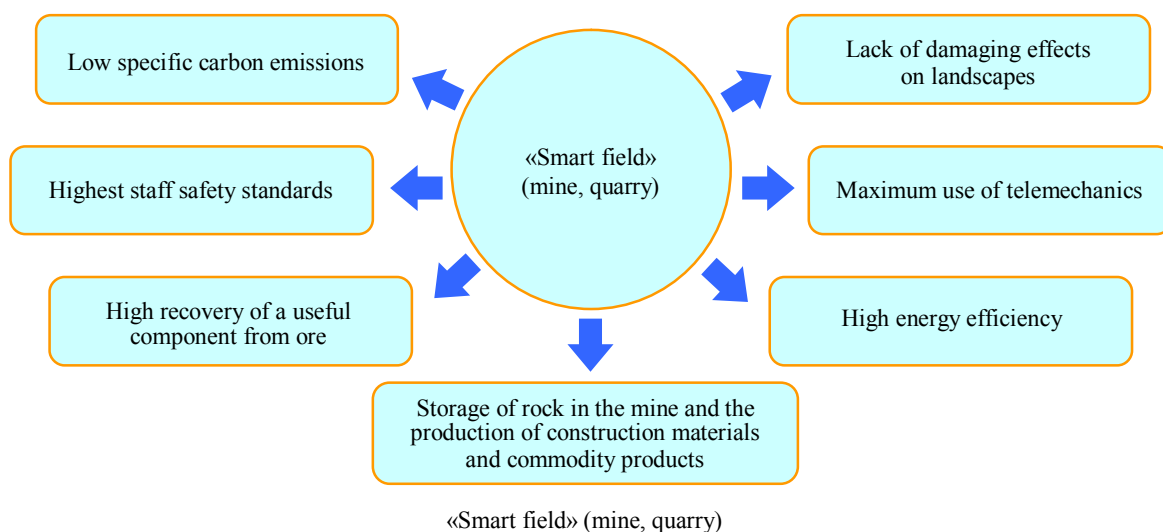 Low specific carbon emissions
Lack of damaging effects
on landscapes
«Smart field»
(mine, quarry)
Highest staff safety standards
Maximum use of telemechanics
High recovery of a useful
component from ore
High energy efficiency
Storage of rock in the mine and the
production of construction materials
and commodity products
«Smart field» (mine, quarry)